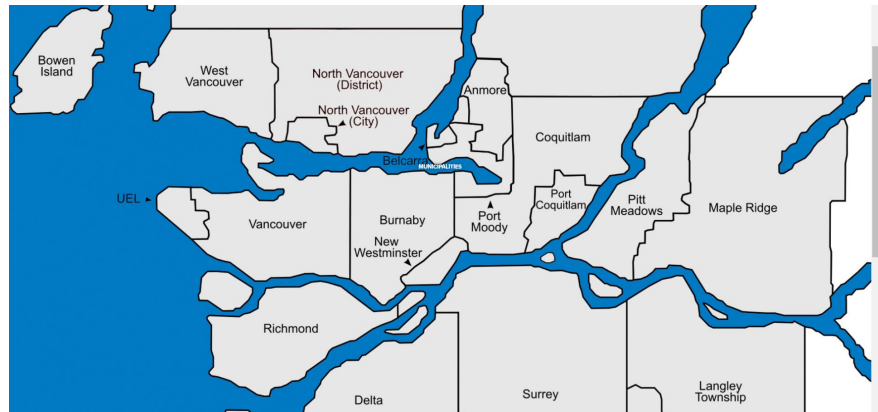 Bowen
Island
West
Vancouver
North Vancouver
(District)
North Vancouver
(City)
Anmore
Belcarra
MUNICIPALITIES
Coquitlam
UEL
Vancouver
Burnaby
New
Westminster
Port
Moody
Port
Coquitlam
Pitt
Meadows
Maple Ridge
Richmond
Delta
Surrey
Langley
Township